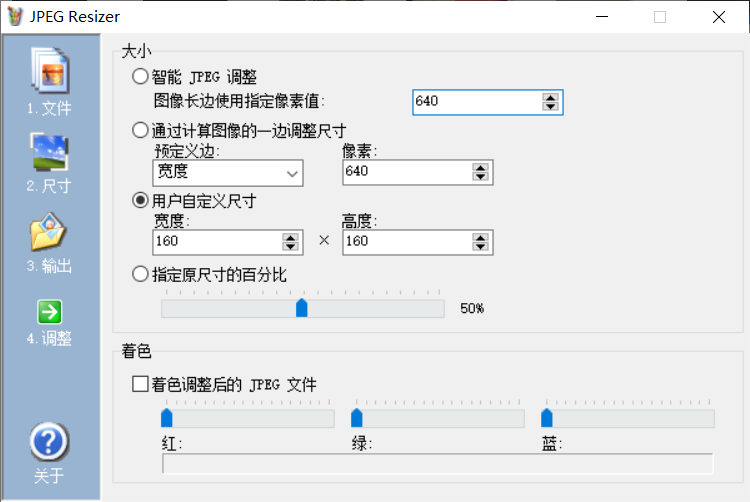 JPEG Resizer
1.文件
2.尺寸
3.输出
4.调整
关于
大小
智能 JPEG 调整
图像长边使用指定像素值: 640
通过计算图像的一边调整尺寸
预定义边: 像素:
宽度 640
用户自定义尺寸
宽度: 高度:
160 × 160
指定原尺寸的百分比
50%
着色
着色调整后的 JPEG 文件
红: 绿: 蓝: